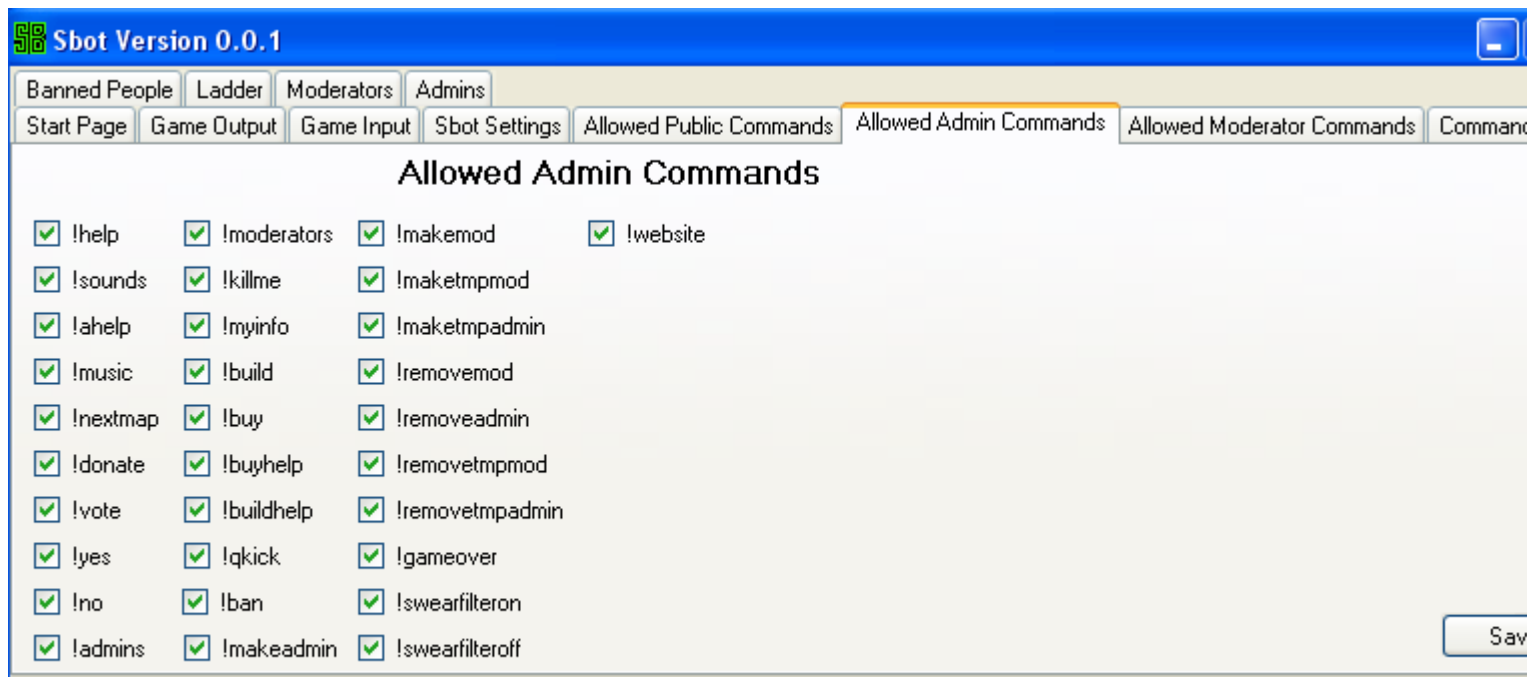 SB Sbot Version 0.0.1
Banned People Ladder Moderators Admins
Start Page Game Output Game Input Sbot Settings Allowed Public Commands Allowed Admin Commands Allowed Moderator Commands Command
Allowed Admin Commands
!help !moderators !makemod !website
!sounds !killme !maketmpmod
!ahelp !myinfo !maketmpadmin
!music !build !removemod
!nextmap !buy !removeadmin
!donate !buyhelp !removetmpmod
!vote !buildhelp !removetmpadmin
!yes !qkick !gameover
!no !ban !swearfilteron
!admins !makeadmin !swearfilteroff
Sav